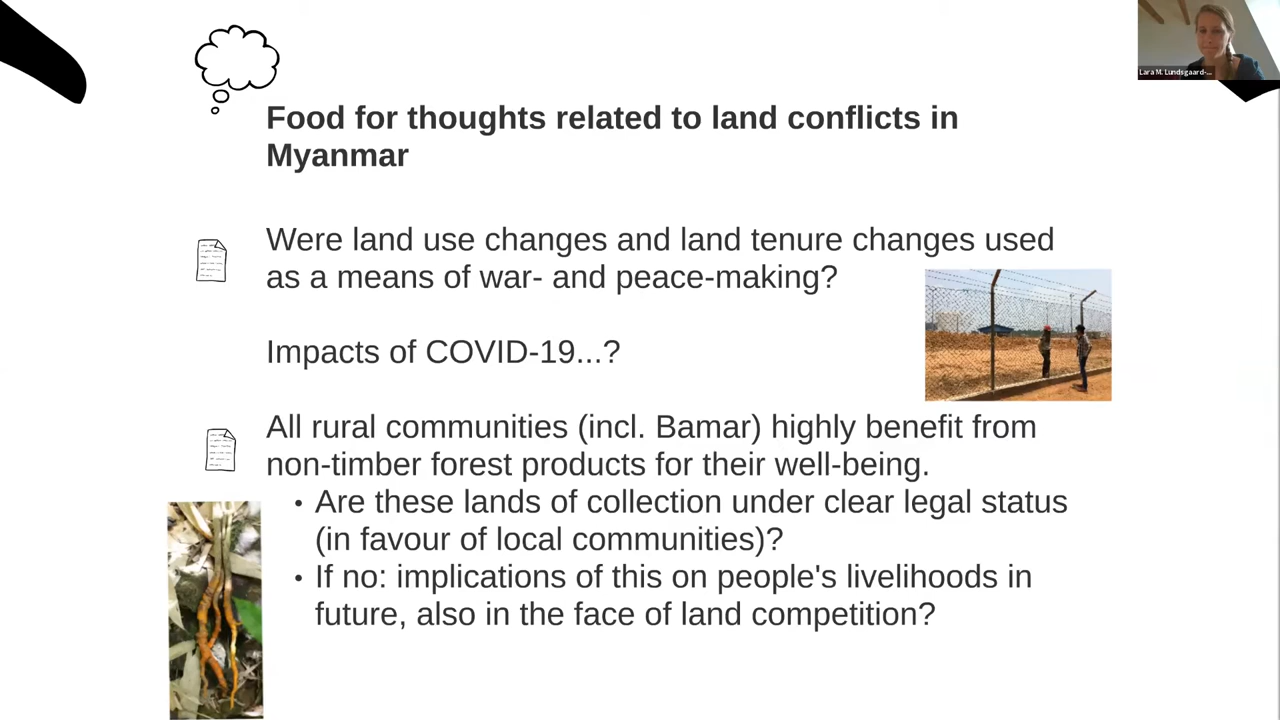 Lara M. Lundsgaard-...
Food for thoughts related to land conflicts in
Myanmar
Were land use changes and land tenure changes used
as a means of war- and peace-making?
Impacts of COVID-19...?
All rural communities (incl. Bamar) highly benefit from
non-timber forest products for their well-being.
• Are these lands of collection under clear legal status
(in favour of local communities)?
• If no: implications of this on people's livelihoods in
future, also in the face of land competition?